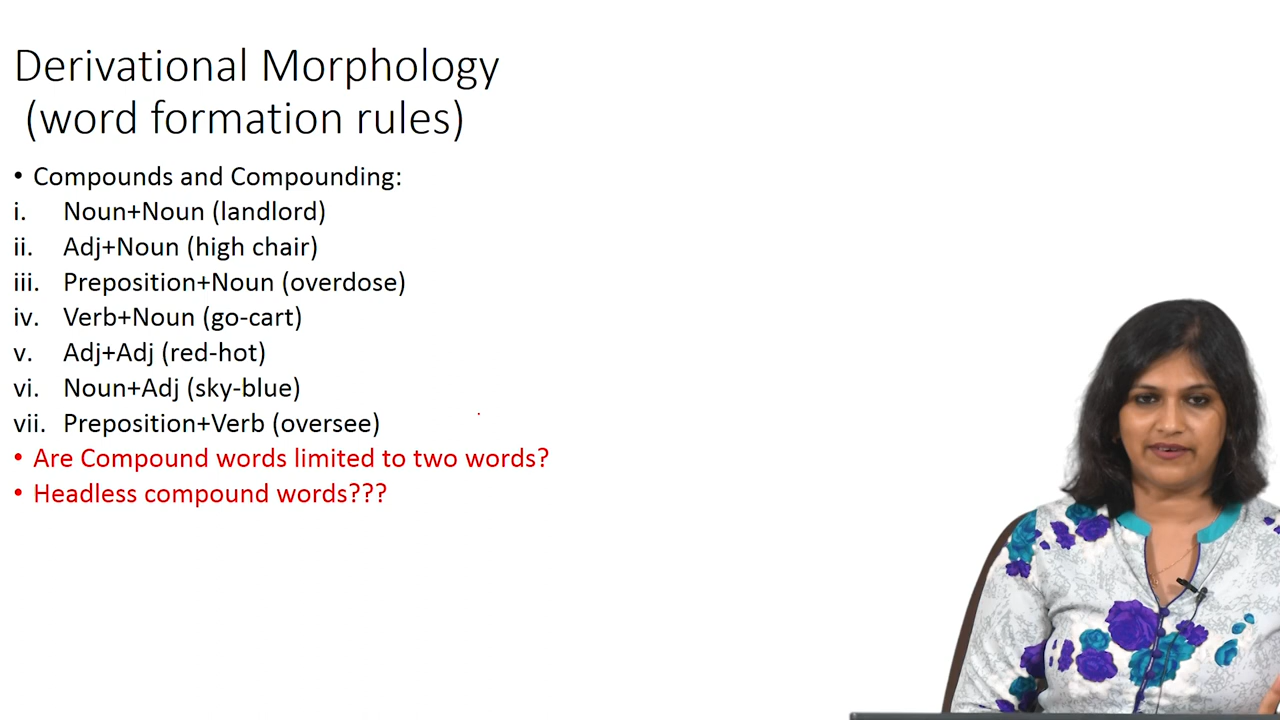 Derivational Morphology
(word formation rules)
• Compounds and Compounding:
i. Noun+Noun (landlord)
ii. Adj+Noun (high chair)
iii. Preposition+Noun (overdose)
iv. Verb+Noun (go-cart)
v. Adj+Adj (red-hot)
vi. Noun+Adj (sky-blue)
vii. Preposition+Verb (oversee)
• Are Compound words limited to two words?
• Headless compound words???